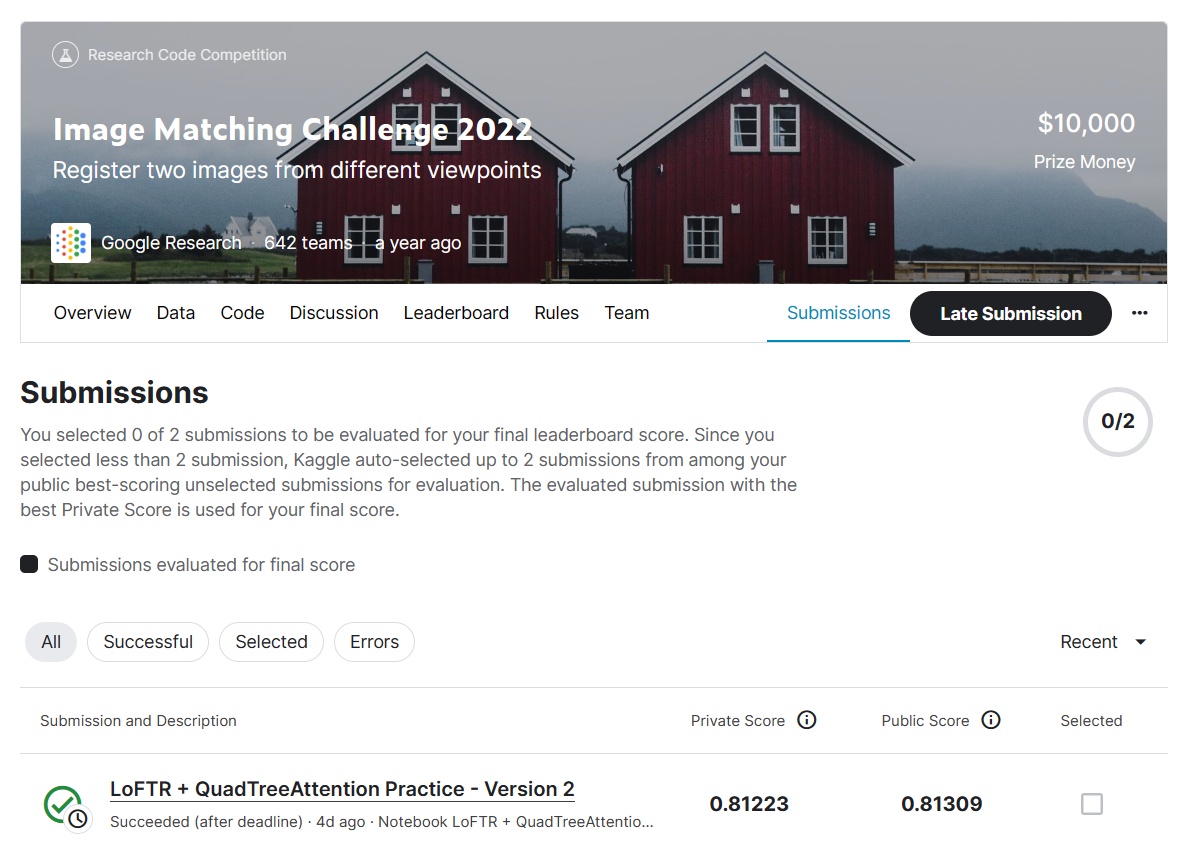 Research Code Competition
Image Matching Challenge 2022
Register two images from different viewpoints
$10,000
Prize Money
Google Research · 642 teams · a year ago
Overview Data Code Discussion Leaderboard Rules Team Submissions Late Submission ···
Submissions
0/2
You selected 0 of 2 submissions to be evaluated for your final leaderboard score. Since you
selected less than 2 submission, Kaggle auto-selected up to 2 submissions from among your
public best-scoring unselected submissions for evaluation. The evaluated submission with the
best Private Score is used for your final score.
Submissions evaluated for final score
All Successful Selected Errors Recent
Submission and Description Private Score Public Score Selected
LoFTR + QuadTreeAttention Practice - Version 2
0.81223 0.81309
Succeeded (after deadline) · 4d ago · Notebook LoFTR + QuadTreeAttentio...